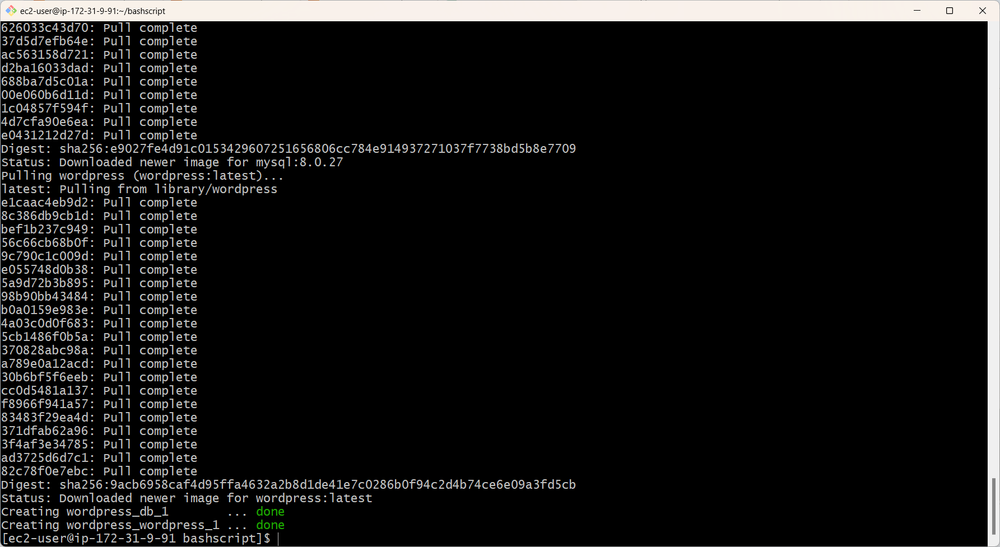 ec2-user@ip-172-31-9-91:~/bashscript
626033c43d70: Pull complete
37d5d7efb64e: Pull complete
ac563158d721: Pull complete
d2ba16033dad: Pull complete
688ba7d5c01a: Pull complete
00e060b6d11d: Pull complete
1c04857f594f: Pull complete
4d7cfa90e6ea: Pull complete
e0431212d27d: Pull complete
Digest: sha256:e9027fe4d91c0153429607251656806cc784e914937271037f7738bd5b8e7709
Status: Downloaded newer image for mysql:8.0.27
Pulling wordpress (wordpress:latest)...
latest: Pulling from library/wordpress
e1caac4eb9d2: Pull complete
8c386db9cb1d: Pull complete
bef1b237c949: Pull complete
56c66cb68b0f: Pull complete
9c790c1c009d: Pull complete
e055748d0b38: Pull complete
5a9d72b3b895: Pull complete
98b90bb43484: Pull complete
b0a0159e983e: Pull complete
4a03c0d0f683: Pull complete
5cb1486f0b5a: Pull complete
370828abc98a: Pull complete
a789e0a12acd: Pull complete
30b6bf5f6eeb: Pull complete
cc0d5481a137: Pull complete
f8966f941a57: Pull complete
83483f29ea4d: Pull complete
371dfab62a96: Pull complete
3f4af3e34785: Pull complete
ad3725d6d7c1: Pull complete
82c78f0e7ebc: Pull complete
Digest: sha256:9acb6958caf4d95ffa4632a2b8d1de41e7c0286b0f94c2d4b74ce6e09a3fd5cb
Status: Downloaded newer image for wordpress:latest
Creating wordpress_db_1        ... done
Creating wordpress_wordpress_1 ... done
[ec2-user@ip-172-31-9-91 bashscript]$